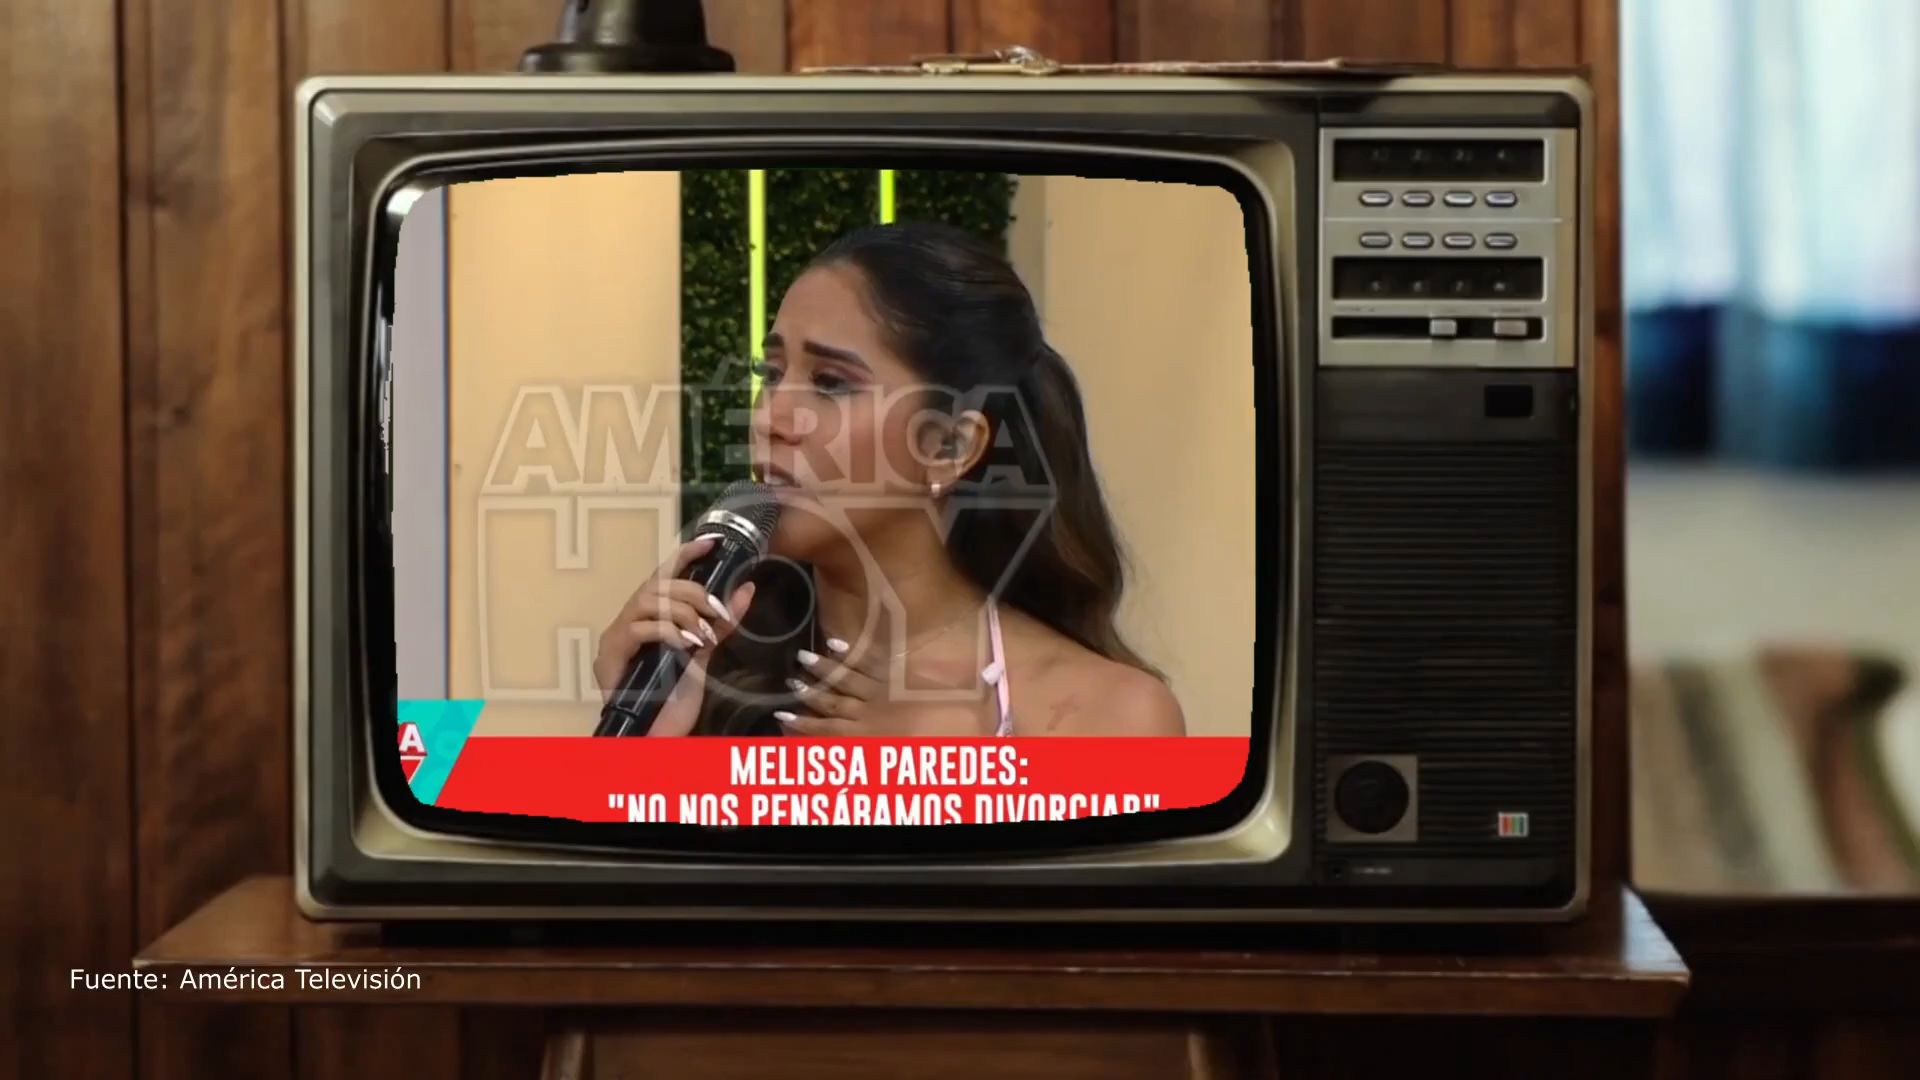 AMÉRICA
HOY
A
MELISSA PAREDES:
"NO NOS PENSÁBAMOS DIVORCIAR"
Fuente: América Televisión